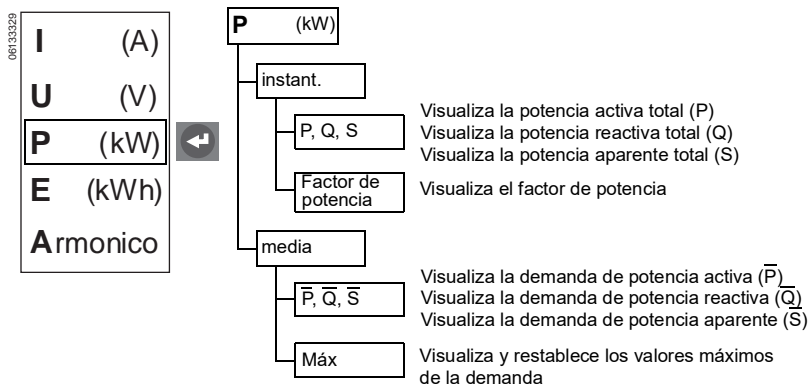 06133329
I (A)
U (V)
P (kW)
E (kWh)
Armonico
P (kW)
instant.
P, Q, S
Visualiza la potencia activa total (P)
Visualiza la potencia reactiva total (Q)
Visualiza la potencia aparente total (S)
Factor de
potencia
Visualiza el factor de potencia
media
P̅, Q̅, S̅
Visualiza la demanda de potencia activa (P̅)
Visualiza la demanda de potencia reactiva (Q̅)
Visualiza la demanda de potencia aparente (S̅)
Máx
Visualiza y restablece los valores máximos
de la demanda